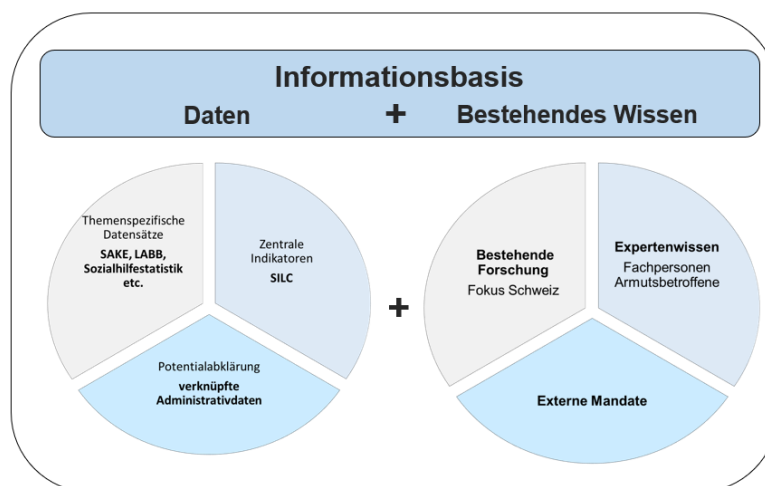 Informationsbasis
Daten + Bestehendes Wissen
Themenspezifische
Datensätze
SAKE, LABB,
Sozialhilfestatistik
etc.
Zentrale
Indikatoren
SILC
Potentialabklärung
verknüpfte
Administrativdaten
+
Bestehende
Forschung
Fokus Schweiz
Expertenwissen
Fachpersonen
Armutsbetroffene
Externe Mandate